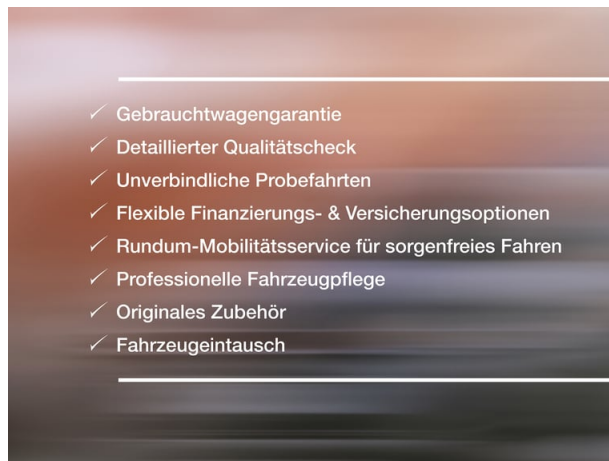 ✓ Gebrauchtwagengarantie
✓ Detaillierter Qualitätscheck
✓ Unverbindliche Probefahrten
✓ Flexible Finanzierungs- & Versicherungsoptionen
✓ Rundum-Mobilitätsservice für sorgenfreies Fahren
✓ Professionelle Fahrzeugpflege
✓ Originales Zubehör
✓ Fahrzeugeintausch